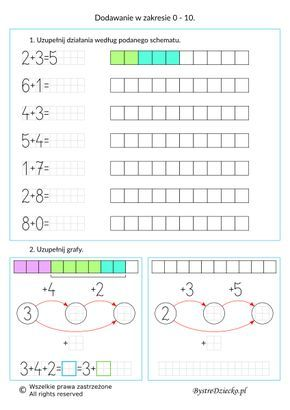 Dodawanie w zakresie 0 - 10.
1. Uzupełnij działania według podanego schematu.
2+3=5
6+1=
4+3=
5+4=
1+7=
2+8=
8+0=
2. Uzupełnij grafy.
+4 +2
3
+
3+4+2= =3+
+3 +5
2
+
© Wszelkie prawa zastrzeżone
All rights reserved
BystreDziecko.pl